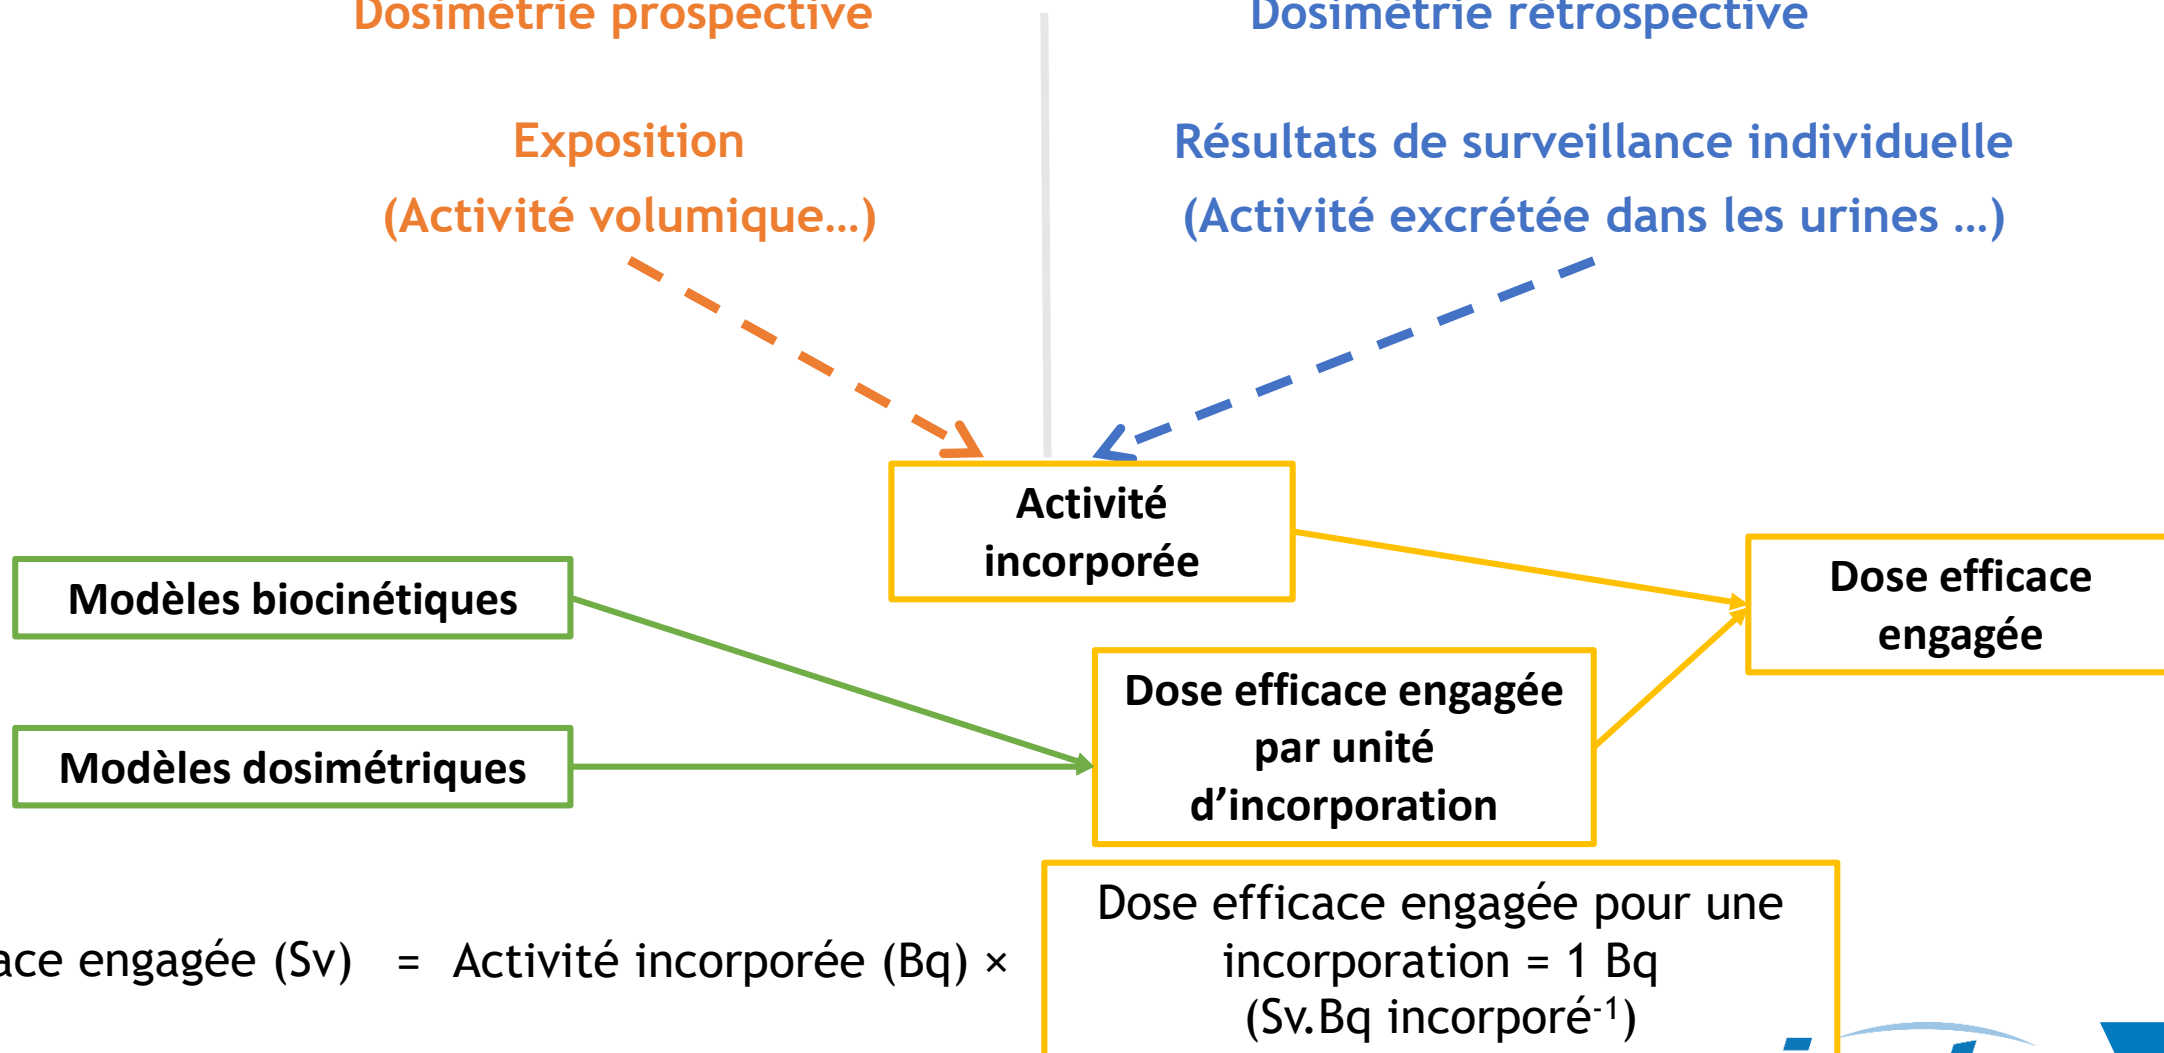 Dosimétrie prospective
Dosimétrie rétrospective
Exposition
(Activité volumique…)
Résultats de surveillance individuelle
(Activité excrétée dans les urines …)
Activité
incorporée
Modèles biocinétiques
Dose efficace
engagée
Dose efficace engagée
par unité
d’incorporation
Modèles dosimétriques
Dose efficace engagée pour une
incorporation = 1 Bq
(Sv.Bq incorporé⁻¹)
engagée (Sv) = Activité incorporée (Bq) ×